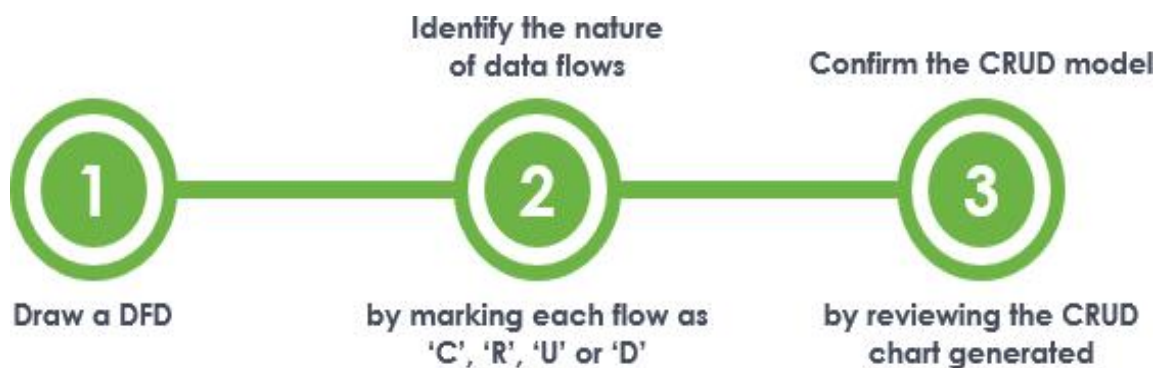 1
Draw a DFD
Identify the nature
of data flows
2
by marking each flow as
‘C’, ‘R’, ‘U’ or ‘D’
Confirm the CRUD model
3
by reviewing the CRUD
chart generated